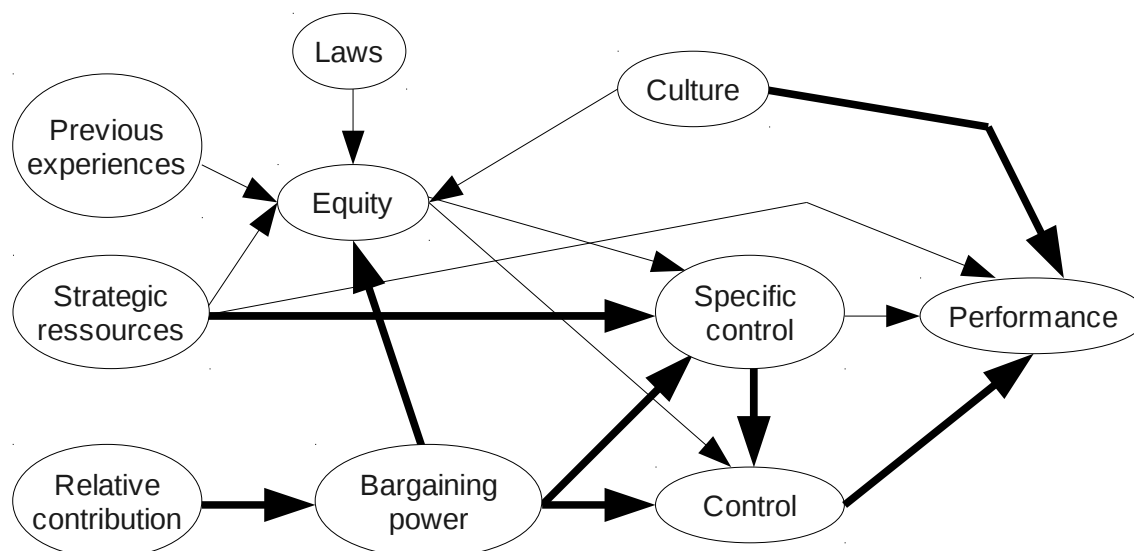 Laws
Culture
Previous
experiences
Equity
Strategic
ressources
Specific
control
Performance
Relative
contribution
Bargaining
power
Control